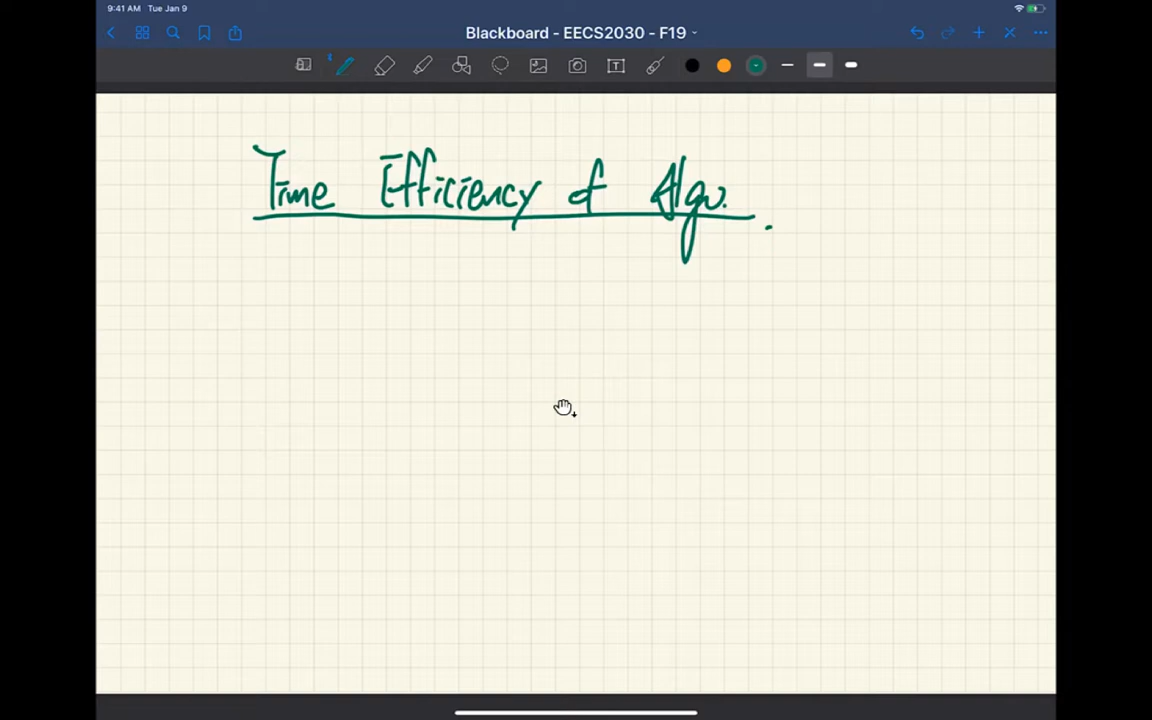 9:41 AM Tue Jan 9
Blackboard - EECS2030 - F19
Time Efficiency of Algo.